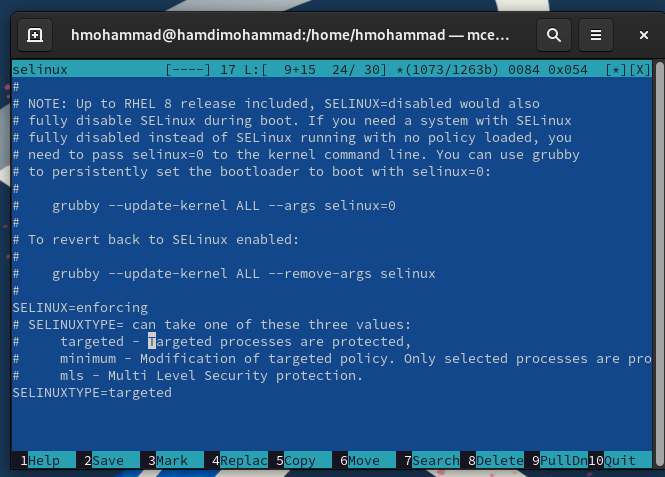 hmohammad@hamdimohammad:/home/hmohammad — mce...
selinux [----] 17 L:[ 9+15 24/ 30] *(1073/1263b) 0084 0x054 [*][X]
#
# NOTE: Up to RHEL 8 release included, SELINUX=disabled would also
# fully disable SELinux during boot. If you need a system with SELinux
# fully disabled instead of SELinux running with no policy loaded, you
# need to pass selinux=0 to the kernel command line. You can use grubby
# to persistently set the bootloader to boot with selinux=0:
#
#    grubby --update-kernel ALL --args selinux=0
#
# To revert back to SELinux enabled:
#
#    grubby --update-kernel ALL --remove-args selinux
#
SELINUX=enforcing
# SELINUXTYPE= can take one of these three values:
#     targeted - Targeted processes are protected,
#     minimum - Modification of targeted policy. Only selected processes are pro
#     mls - Multi Level Security protection.
SELINUXTYPE=targeted
1Help 2Save 3Mark 4Replac 5Copy 6Move 7Search 8Delete 9PullDn 10Quit